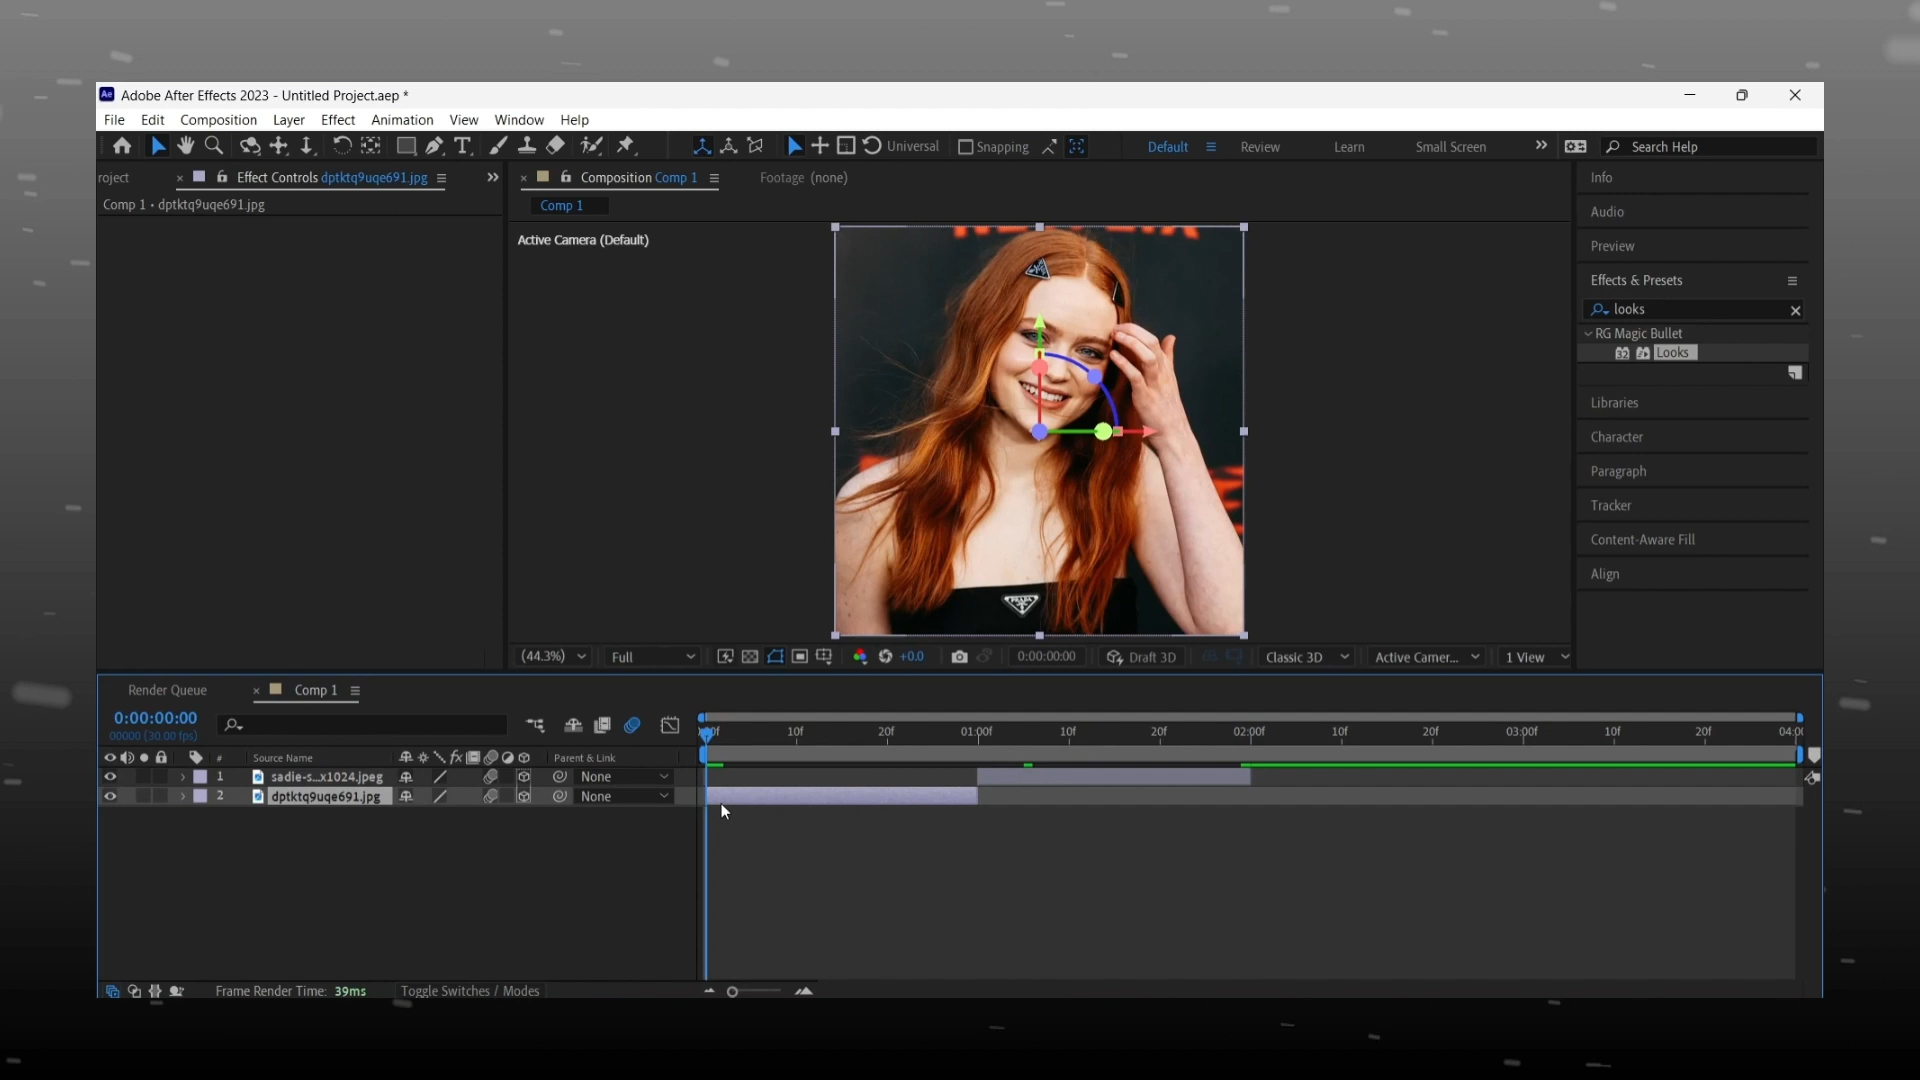 Adobe After Effects 2023 - Untitled Project.aep *
File Edit Composition Layer Effect Animation View Window Help
Universal Snapping Default Review Learn Small Screen Search Help
roject Effect Controls dptktq9uqe691.jpg Composition Comp 1 Footage (none)
Comp 1 • dptktq9uqe691.jpg
Comp 1
Active Camera (Default)
PRADA
Info
Audio
Preview
Effects & Presets
looks
RG Magic Bullet
32 Looks
Libraries
Character
Paragraph
Tracker
Content-Aware Fill
Align
(44.3%) Full +0.0 0:00:00:00 Draft 3D Classic 3D Active Camer... 1 View
Render Queue Comp 1
0:00:00:00
00000 (30.00 fps)
10f 20f 01:00f 10f 20f 02:00f 10f 20f 03:00f 10f 20f 04:0
# Source Name fx Parent & Link
1 sadie-s...x1024.jpeg None
2 dptktq9uqe691.jpg None
Frame Render Time: 39ms Toggle Switches / Modes